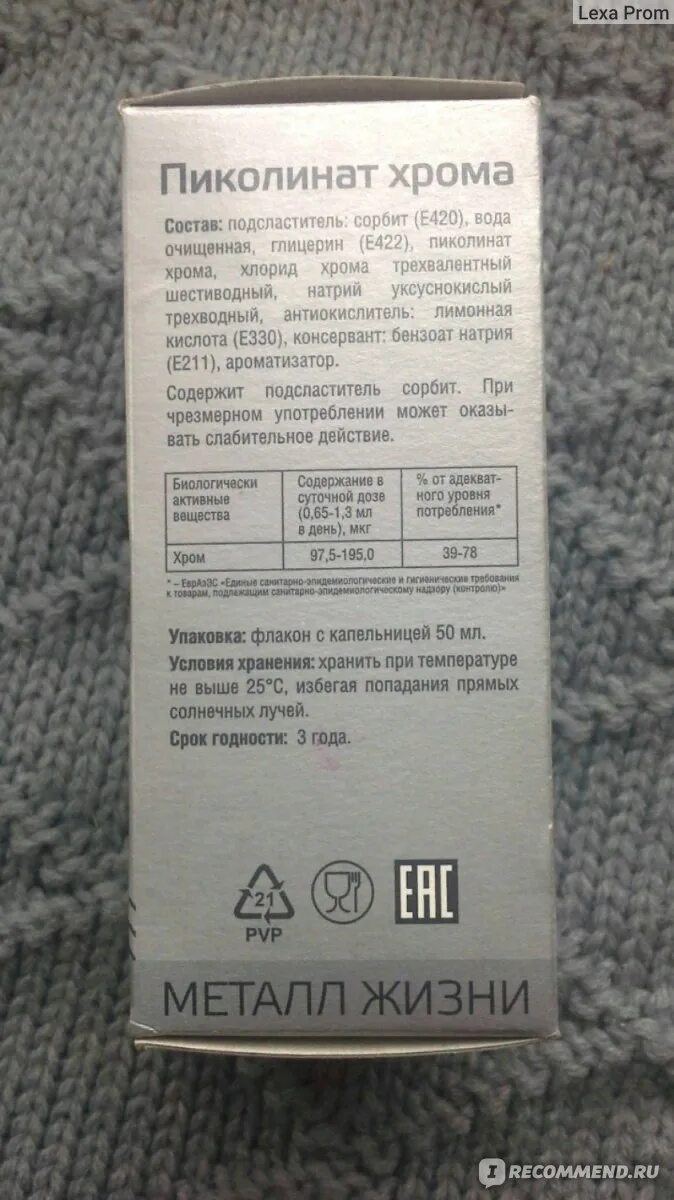 Lexa Prom
Пиколинат хрома
Состав: подсластитель: сорбит (Е420), вода
очищенная, глицерин (Е422), пиколинат
хрома, хлорид хрома трехвалентный
шестиводный, натрий уксуснокислый
трехводный, антиокислитель: лимонная
кислота (Е330), консервант: бензоат натрия
(Е211), ароматизатор.
Содержит подсластитель сорбит. При
чрезмерном употреблении может оказы-
вать слабительное действие.
Биологически активные вещества
Содержание в суточной дозе (0,65-1,3 мл в день), мкг
% от адекват- ного уровня потребления*
Хром 97,5-195,0 39-78
* – ЕврАзЭС «Единые санитарно-эпидемиологические и гигиенические требования
к товарам, подлежащим санитарно-эпидемиологическому надзору (контролю)»
Упаковка: флакон с капельницей 50 мл.
Условия хранения: хранить при температуре
не выше 25°С, избегая попадания прямых
солнечных лучей.
Срок годности: 3 года.
21
PVP
EAC
МЕТАЛЛ ЖИЗНИ
I RECOMMEND.RU